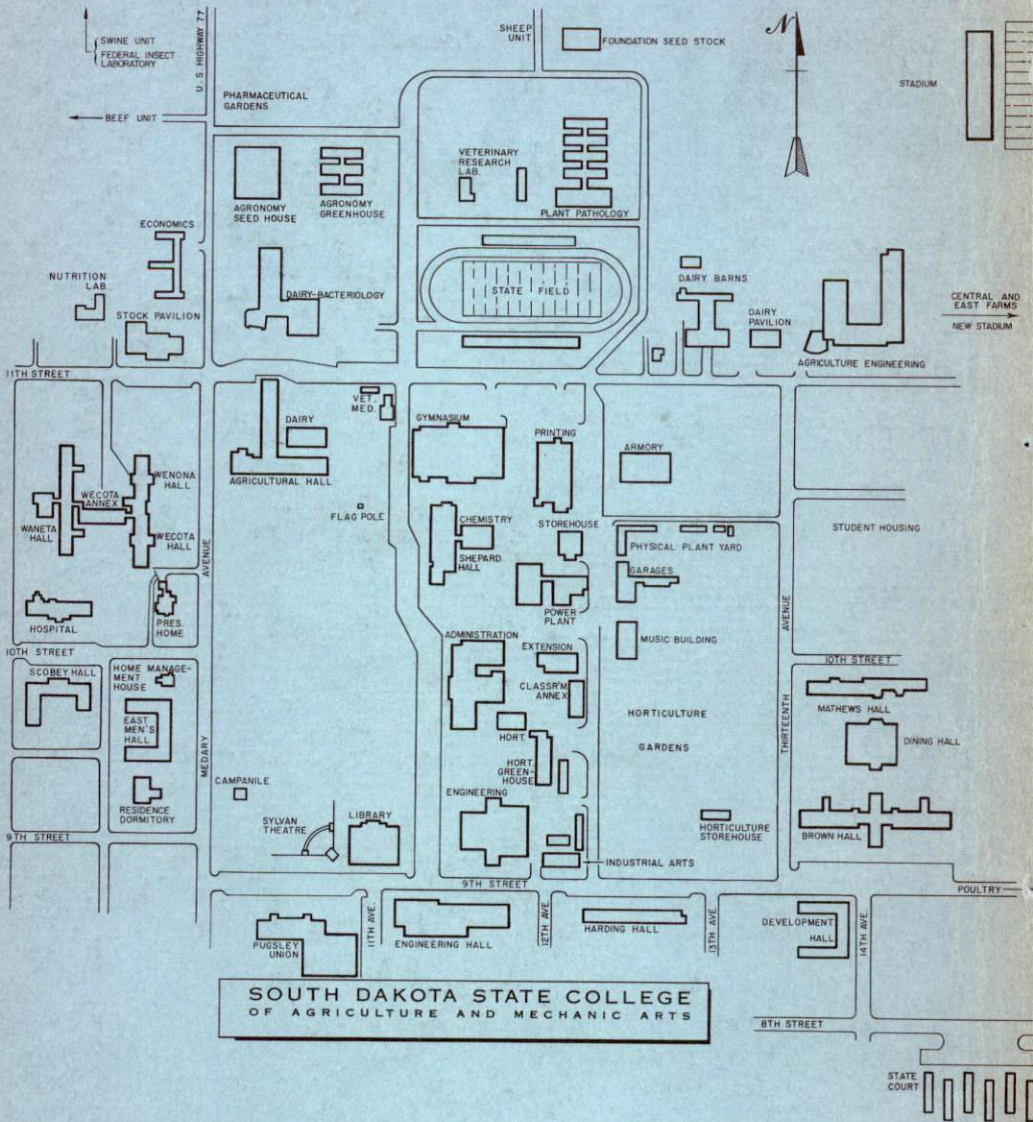 SWINE UNIT
FEDERAL INSECT
LABORATORY
U.S. HIGHWAY 77
SHEEP
UNIT
FOUNDATION SEED STOCK
N
STADIUM
PHARMACEUTICAL
GARDENS
BEEF UNIT
VETERINARY
RESEARCH
LAB.
AGRONOMY
SEED HOUSE
AGRONOMY
GREENHOUSE
PLANT PATHOLOGY
ECONOMICS
NUTRITION
LAB.
STOCK PAVILION
DAIRY-BACTERIOLOGY
STATE FIELD
DAIRY BARNS
DAIRY
PAVILION
CENTRAL AND
EAST FARMS
NEW STADIUM
AGRICULTURE ENGINEERING
11TH STREET
VET.
MED.
DAIRY
AGRICULTURAL HALL
GYMNASIUM
PRINTING
ARMORY
WENONA
HALL
WECOTA
ANNEX
WANETA
HALL
WECOTA
HALL
FLAG POLE
CHEMISTRY
SHEPARD
HALL
STOREHOUSE
PHYSICAL PLANT YARD
STUDENT HOUSING
GARAGES
POWER
PLANT
HOSPITAL
PRES.
HOME
MEDARY AVENUE
10TH STREET
ADMINISTRATION
EXTENSION
MUSIC BUILDING
THIRTEENTH AVENUE
10TH STREET
SCOBEY HALL
HOME MANAGE-
MENT
HOUSE
CLASSR'M
ANNEX
HORTICULTURE
GARDENS
MATHEWS HALL
EAST
MEN'S
HALL
HORT.
DINING HALL
HORT.
GREEN-
HOUSE
CAMPANILE
RESIDENCE
DORMITORY
SYLVAN
THEATRE
LIBRARY
ENGINEERING
HORTICULTURE
STOREHOUSE
BROWN HALL
9TH STREET
INDUSTRIAL ARTS
9TH STREET
POULTRY
PUGSLEY
UNION
11TH AVE.
ENGINEERING HALL
12TH AVE.
HARDING HALL
13TH AVE.
DEVELOPMENT
HALL
14TH AVE.
SOUTH DAKOTA STATE COLLEGE
OF AGRICULTURE AND MECHANIC ARTS
8TH STREET
STATE
COURT